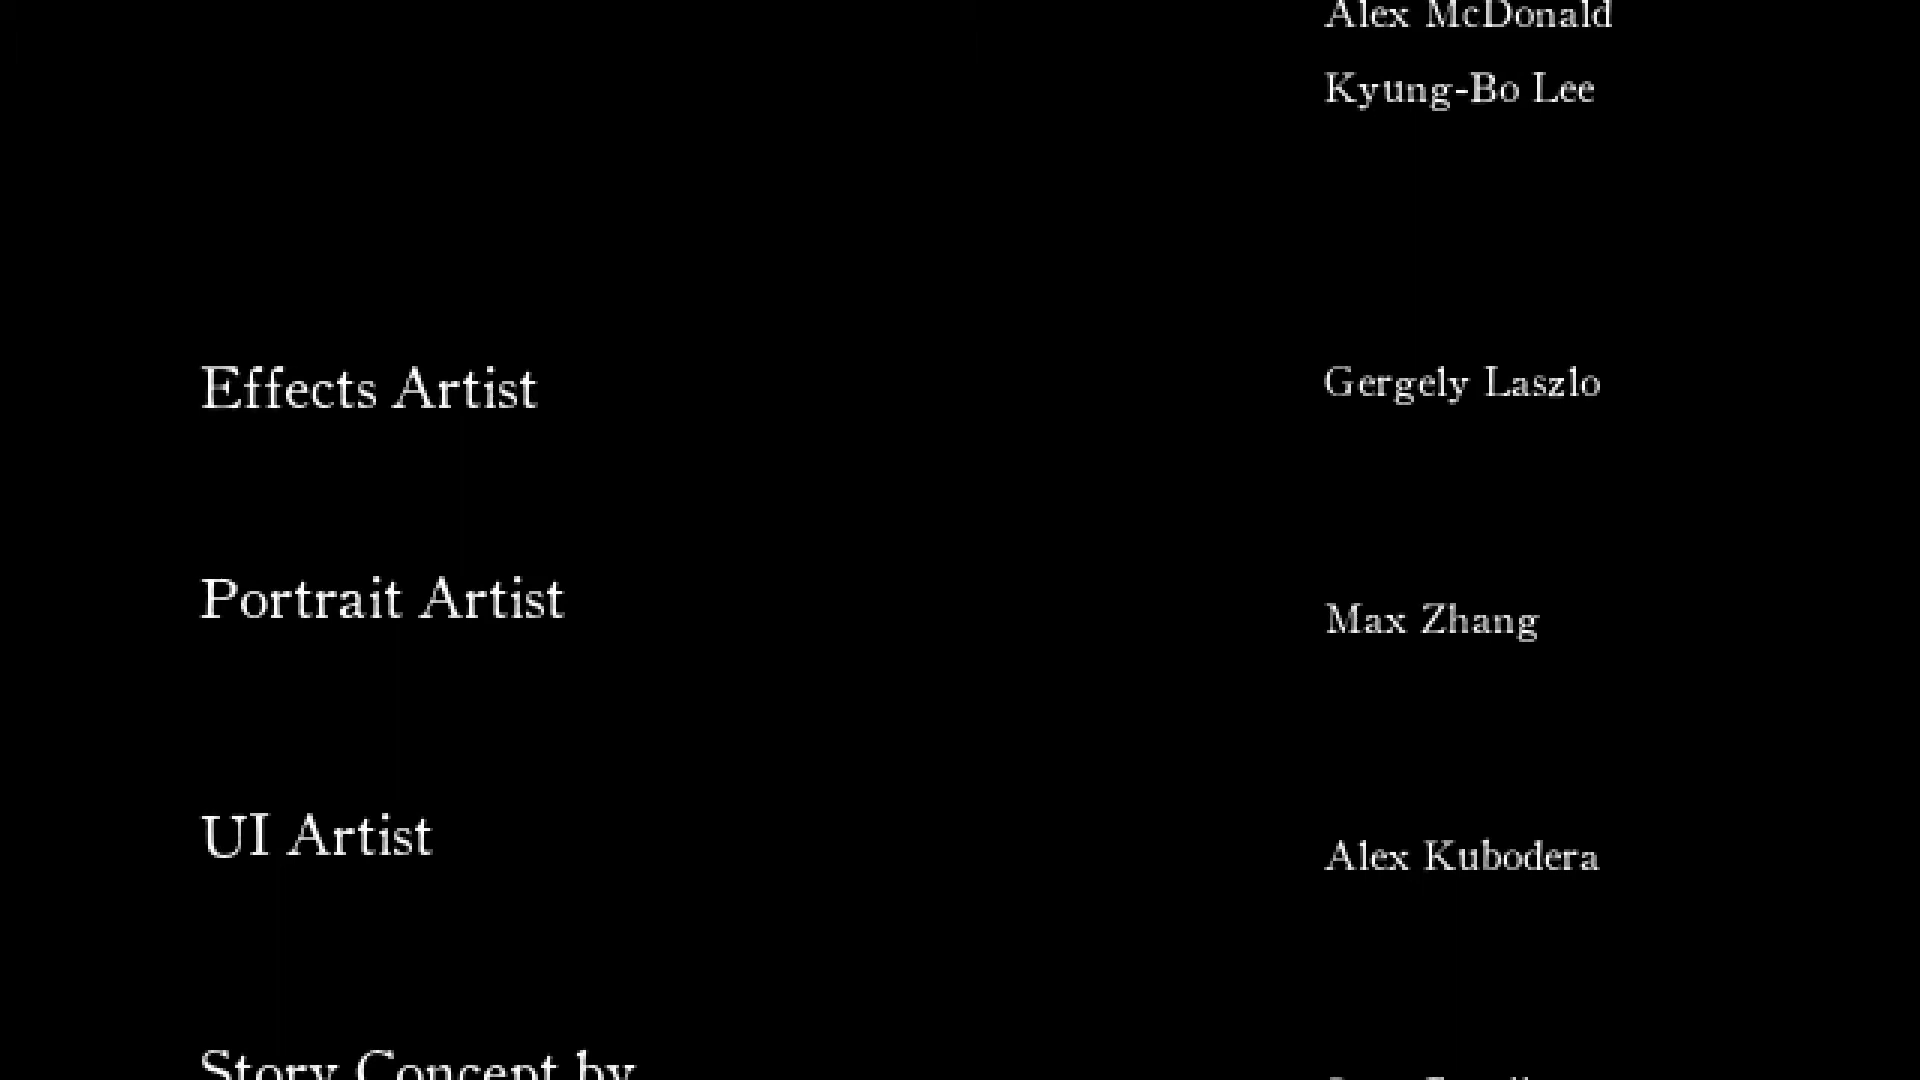 Alex McDonald
Kyung-Bo Lee
Effects Artist
Gergely Laszlo
Portrait Artist
Max Zhang
UI Artist
Alex Kubodera
Story Concept by